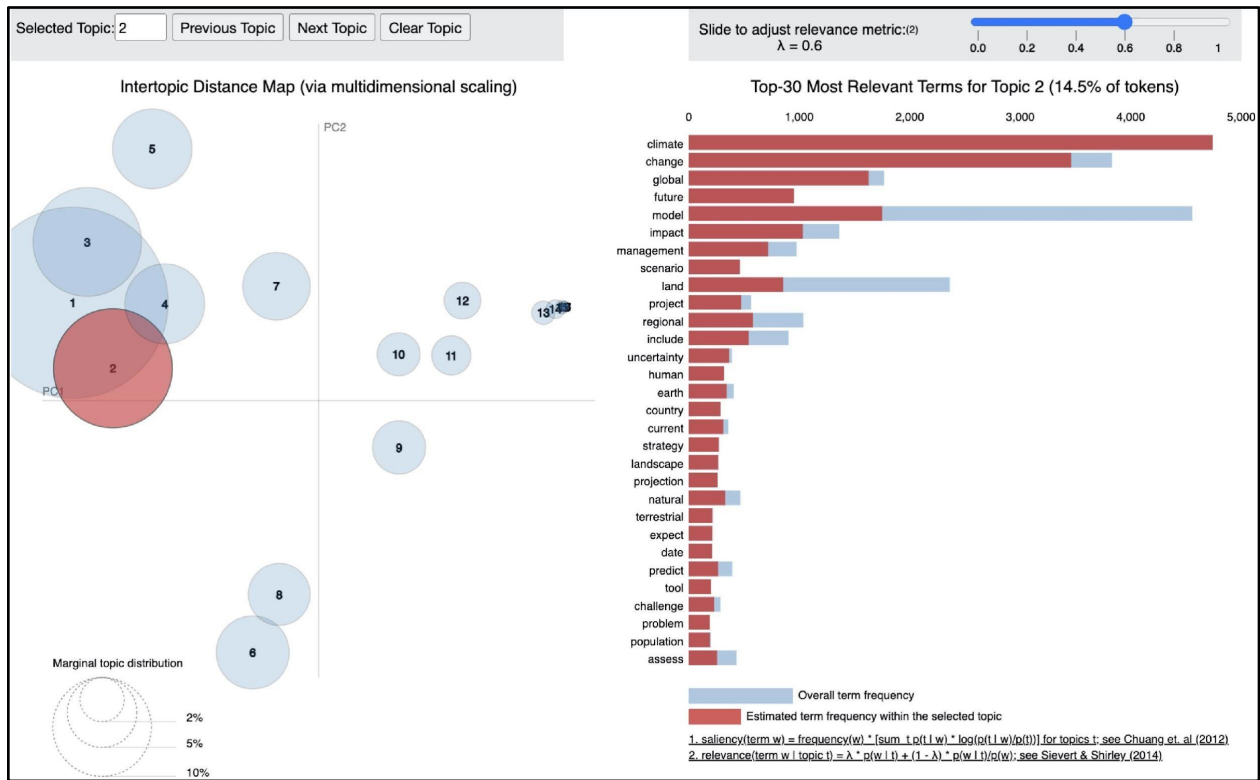 Selected Topic: 2 Previous Topic Next Topic Clear Topic
Slide to adjust relevance metric:(2)
λ = 0.6
0.0 0.2 0.4 0.6 0.8 1
Intertopic Distance Map (via multidimensional scaling)
PC2
PC1
5
3
1
4
2
7
12
13
10
11
9
8
6
Marginal topic distribution
2%
5%
10%
Top-30 Most Relevant Terms for Topic 2 (14.5% of tokens)
0 1,000 2,000 3,000 4,000 5,000
climate
change
global
future
model
impact
management
scenario
land
project
regional
include
uncertainty
human
earth
country
current
strategy
landscape
projection
natural
terrestrial
expect
date
predict
tool
challenge
problem
population
assess
Overall term frequency
Estimated term frequency within the selected topic
1. saliency(term w) = frequency(w) * [sum_t p(t | w) * log(p(t | w)/p(t))] for topics t; see Chuang et. al (2012)
2. relevance(term w | topic t) = λ * p(w | t) + (1 - λ) * p(w | t)/p(w); see Sievert & Shirley (2014)